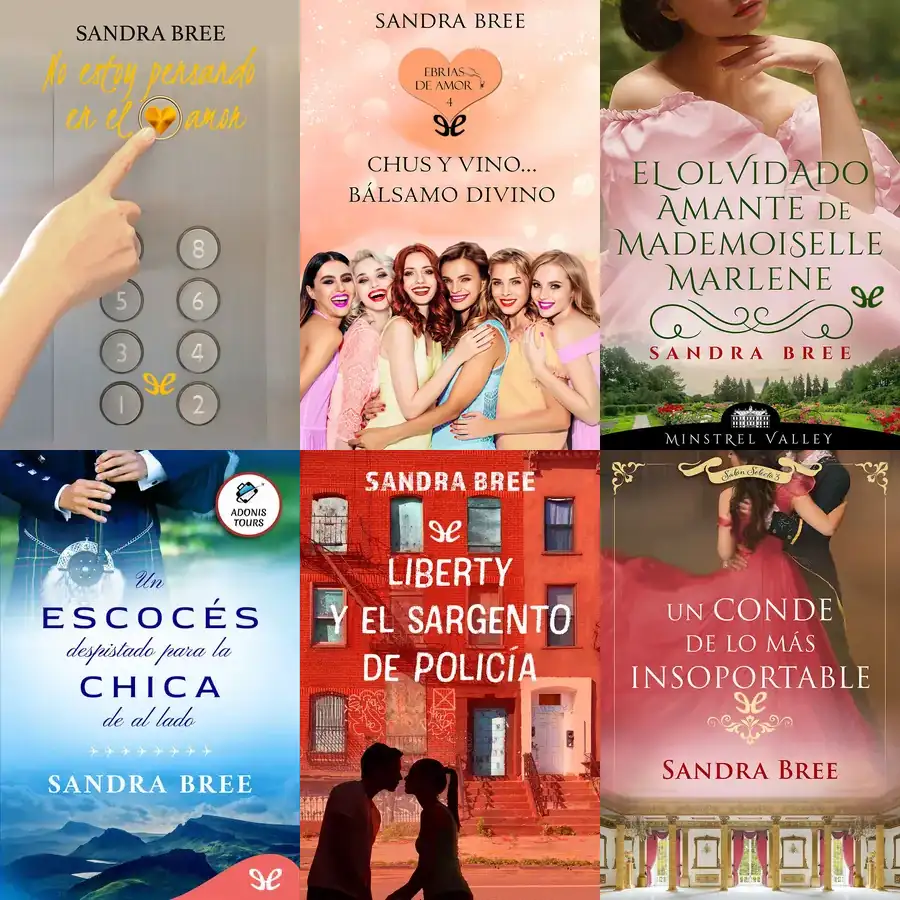 SANDRA BREE
No estoy pensando
en el amor
8
5
6
3
4
1
2
SANDRA BREE
EBRIAS
DE AMOR
4
CHUS Y VINO...
BÁLSAMO DIVINO
EL OLVIDADO
AMANTE DE
MADEMOISELLE
MARLENE
SANDRA BREE
MINSTREL VALLEY
ADONIS
TOURS
Un
ESCOCÉS
despistado para la
CHICA
de al lado
SANDRA BREE
SANDRA BREE
LIBERTY
Y EL SARGENTO
DE POLICÍA
Salón Selecto 3
UN CONDE
DE LO MÁS
INSOPORTABLE
SANDRA BREE